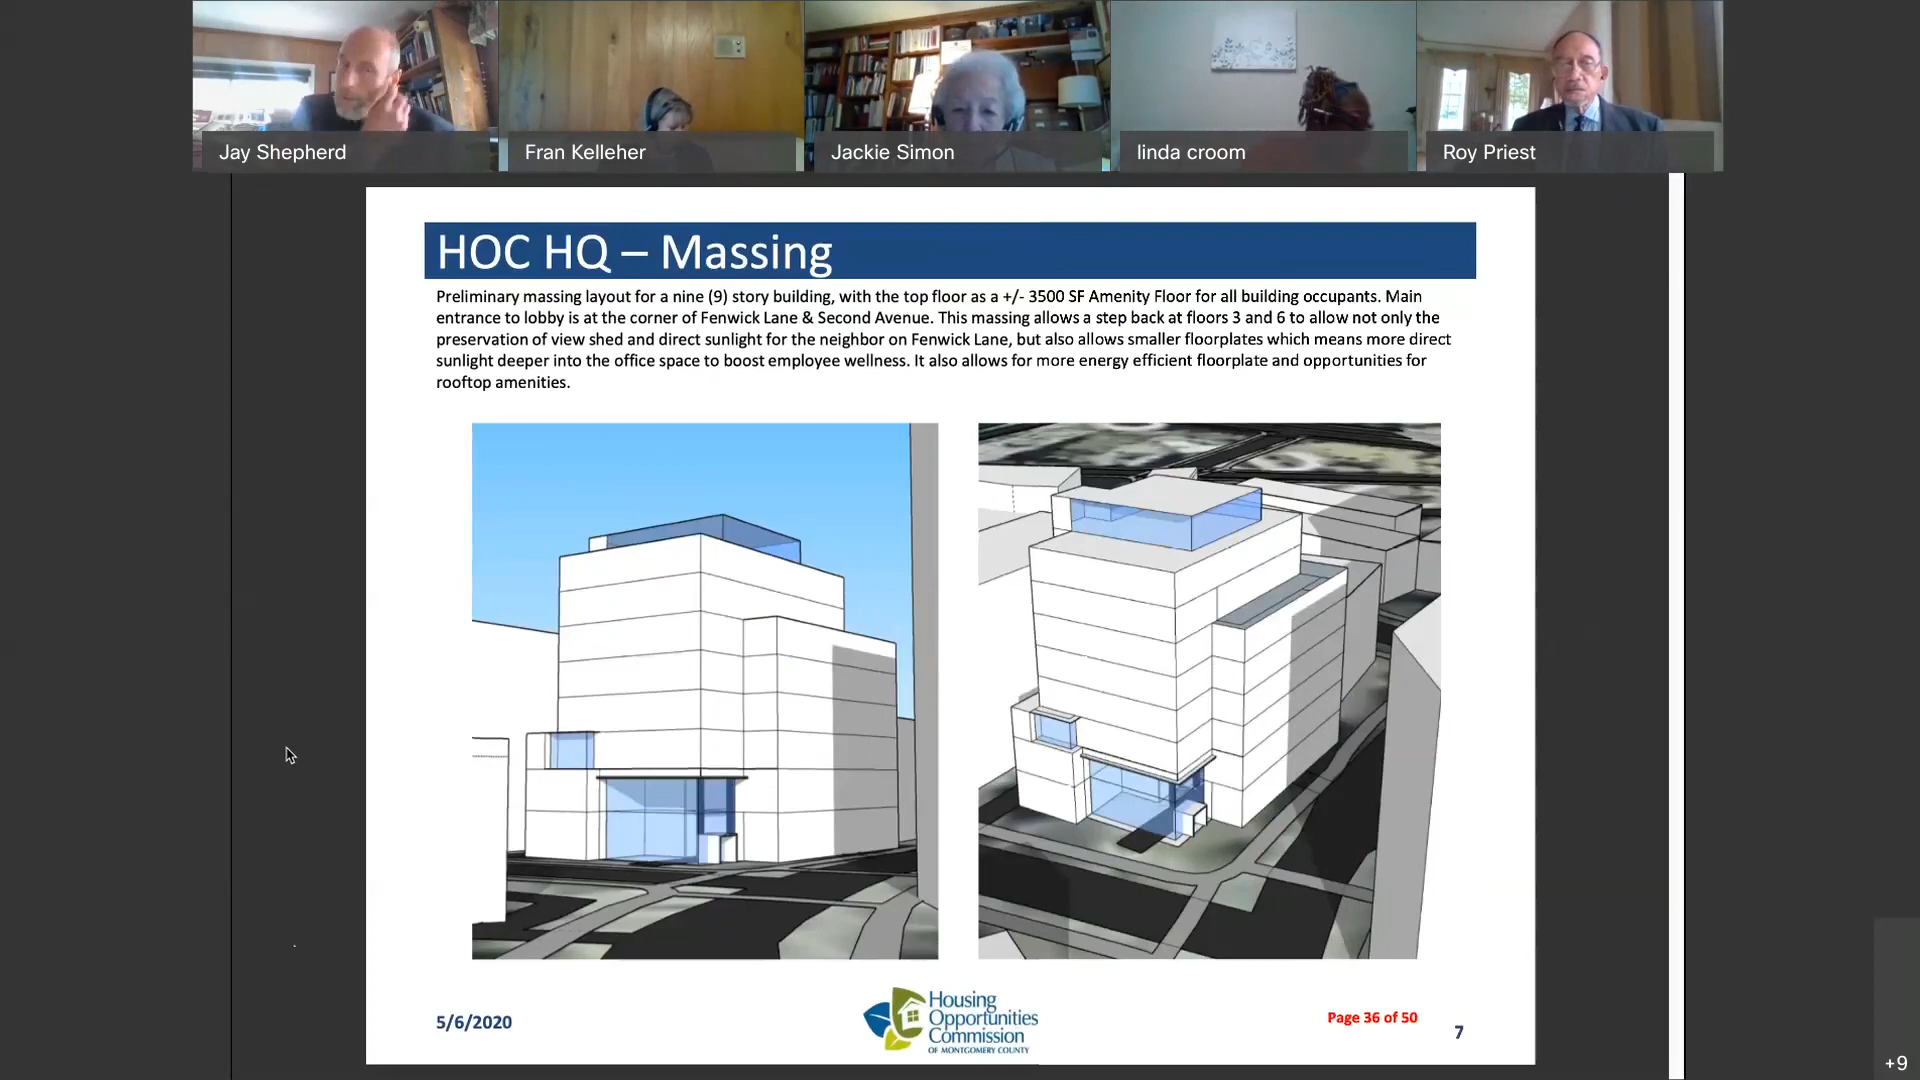 Jay Shepherd
Fran Kelleher
Jackie Simon
linda croom
Roy Priest
HOC HQ – Massing
Preliminary massing layout for a nine (9) story building, with the top floor as a +/- 3500 SF Amenity Floor for all building occupants. Main
entrance to lobby is at the corner of Fenwick Lane & Second Avenue. This massing allows a step back at floors 3 and 6 to allow not only the
preservation of view shed and direct sunlight for the neighbor on Fenwick Lane, but also allows smaller floorplates which means more direct
sunlight deeper into the office space to boost employee wellness. It also allows for more energy efficient floorplate and opportunities for
rooftop amenities.
5/6/2020
Housing
Opportunities
Commission
OF MONTGOMERY COUNTY
Page 36 of 50
7
+9